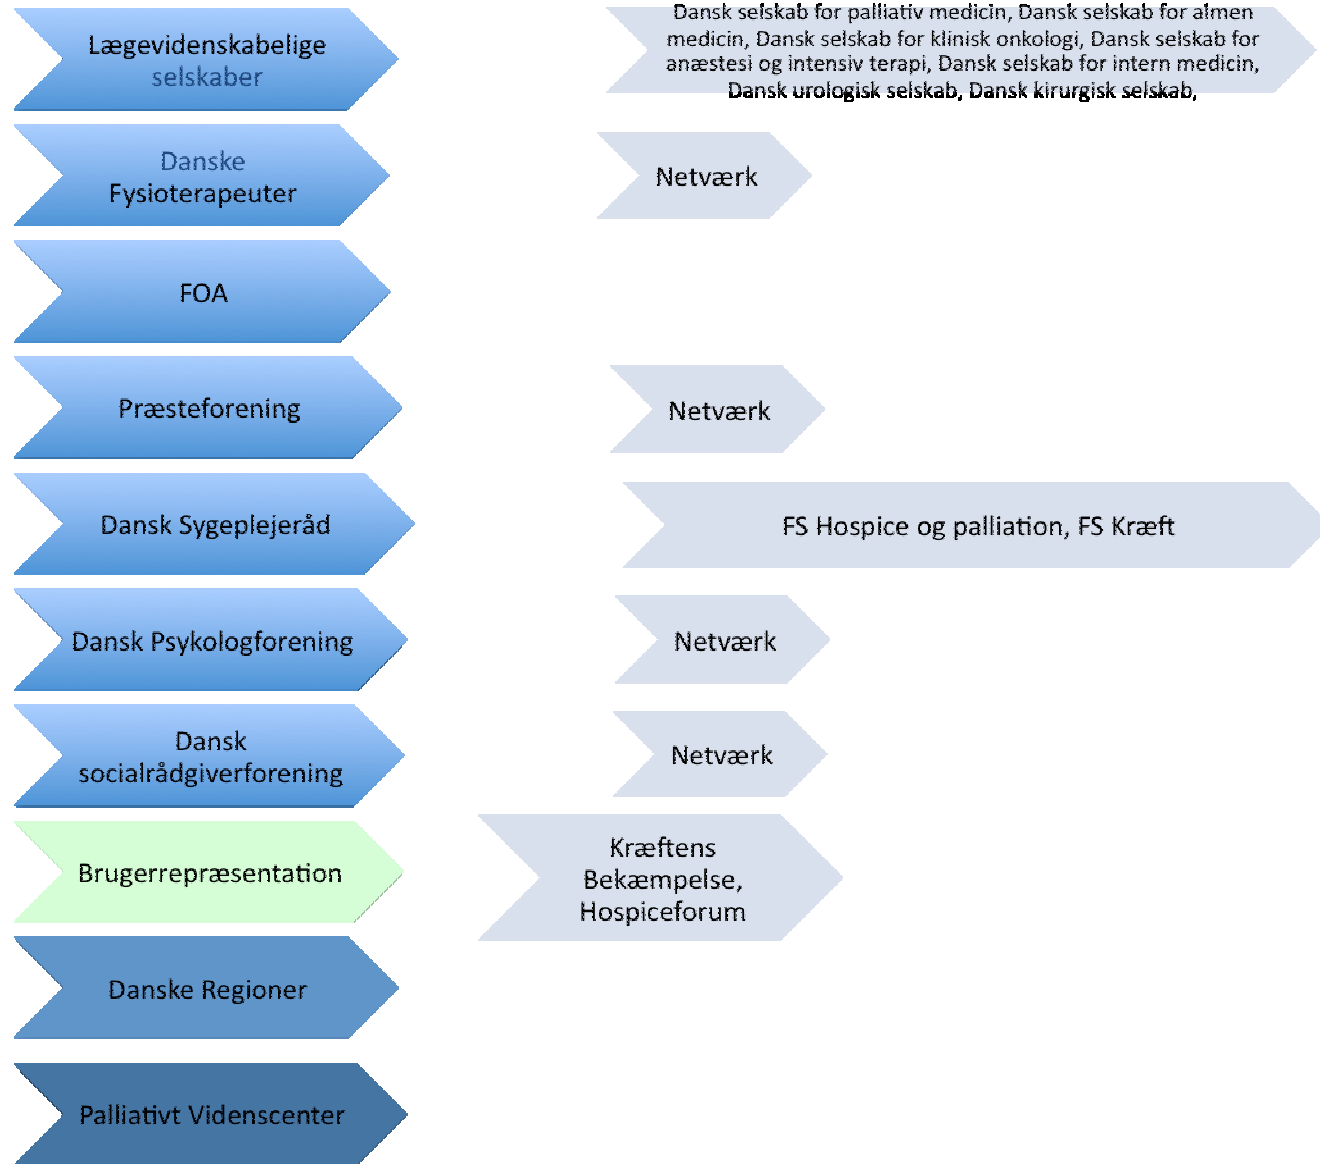 Lægevidenskabelige
selskaber
Dansk selskab for palliativ medicin, Dansk selskab for almen
medicin, Dansk selskab for klinisk onkologi, Dansk selskab for
anæstesi og intensiv terapi, Dansk selskab for intern medicin,
Dansk urologisk selskab, Dansk kirurgisk selskab,
Danske
Fysioterapeuter
Netværk
FOA
Præsteforening
Netværk
Dansk Sygeplejeråd
FS Hospice og palliation, FS Kræft
Dansk Psykologforening
Netværk
Dansk
socialrådgiverforening
Netværk
Brugerrepræsentation
Kræftens
Bekæmpelse,
Hospiceforum
Danske Regioner
Palliativt Videnscenter